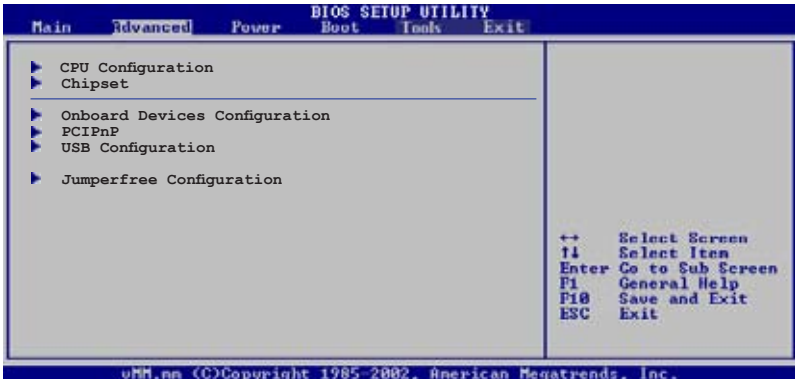 BIOS SETUP UTILITY
Main Advanced Power Boot Tools Exit
CPU Configuration
Chipset
Onboard Devices Configuration
PCIPnP
USB Configuration
Jumperfree Configuration
←→ Select Screen
↑↓ Select Item
Enter Go to Sub Screen
F1 General Help
F10 Save and Exit
ESC Exit
vMM.mm (C)Copyright 1985-2002, American Megatrends, Inc.